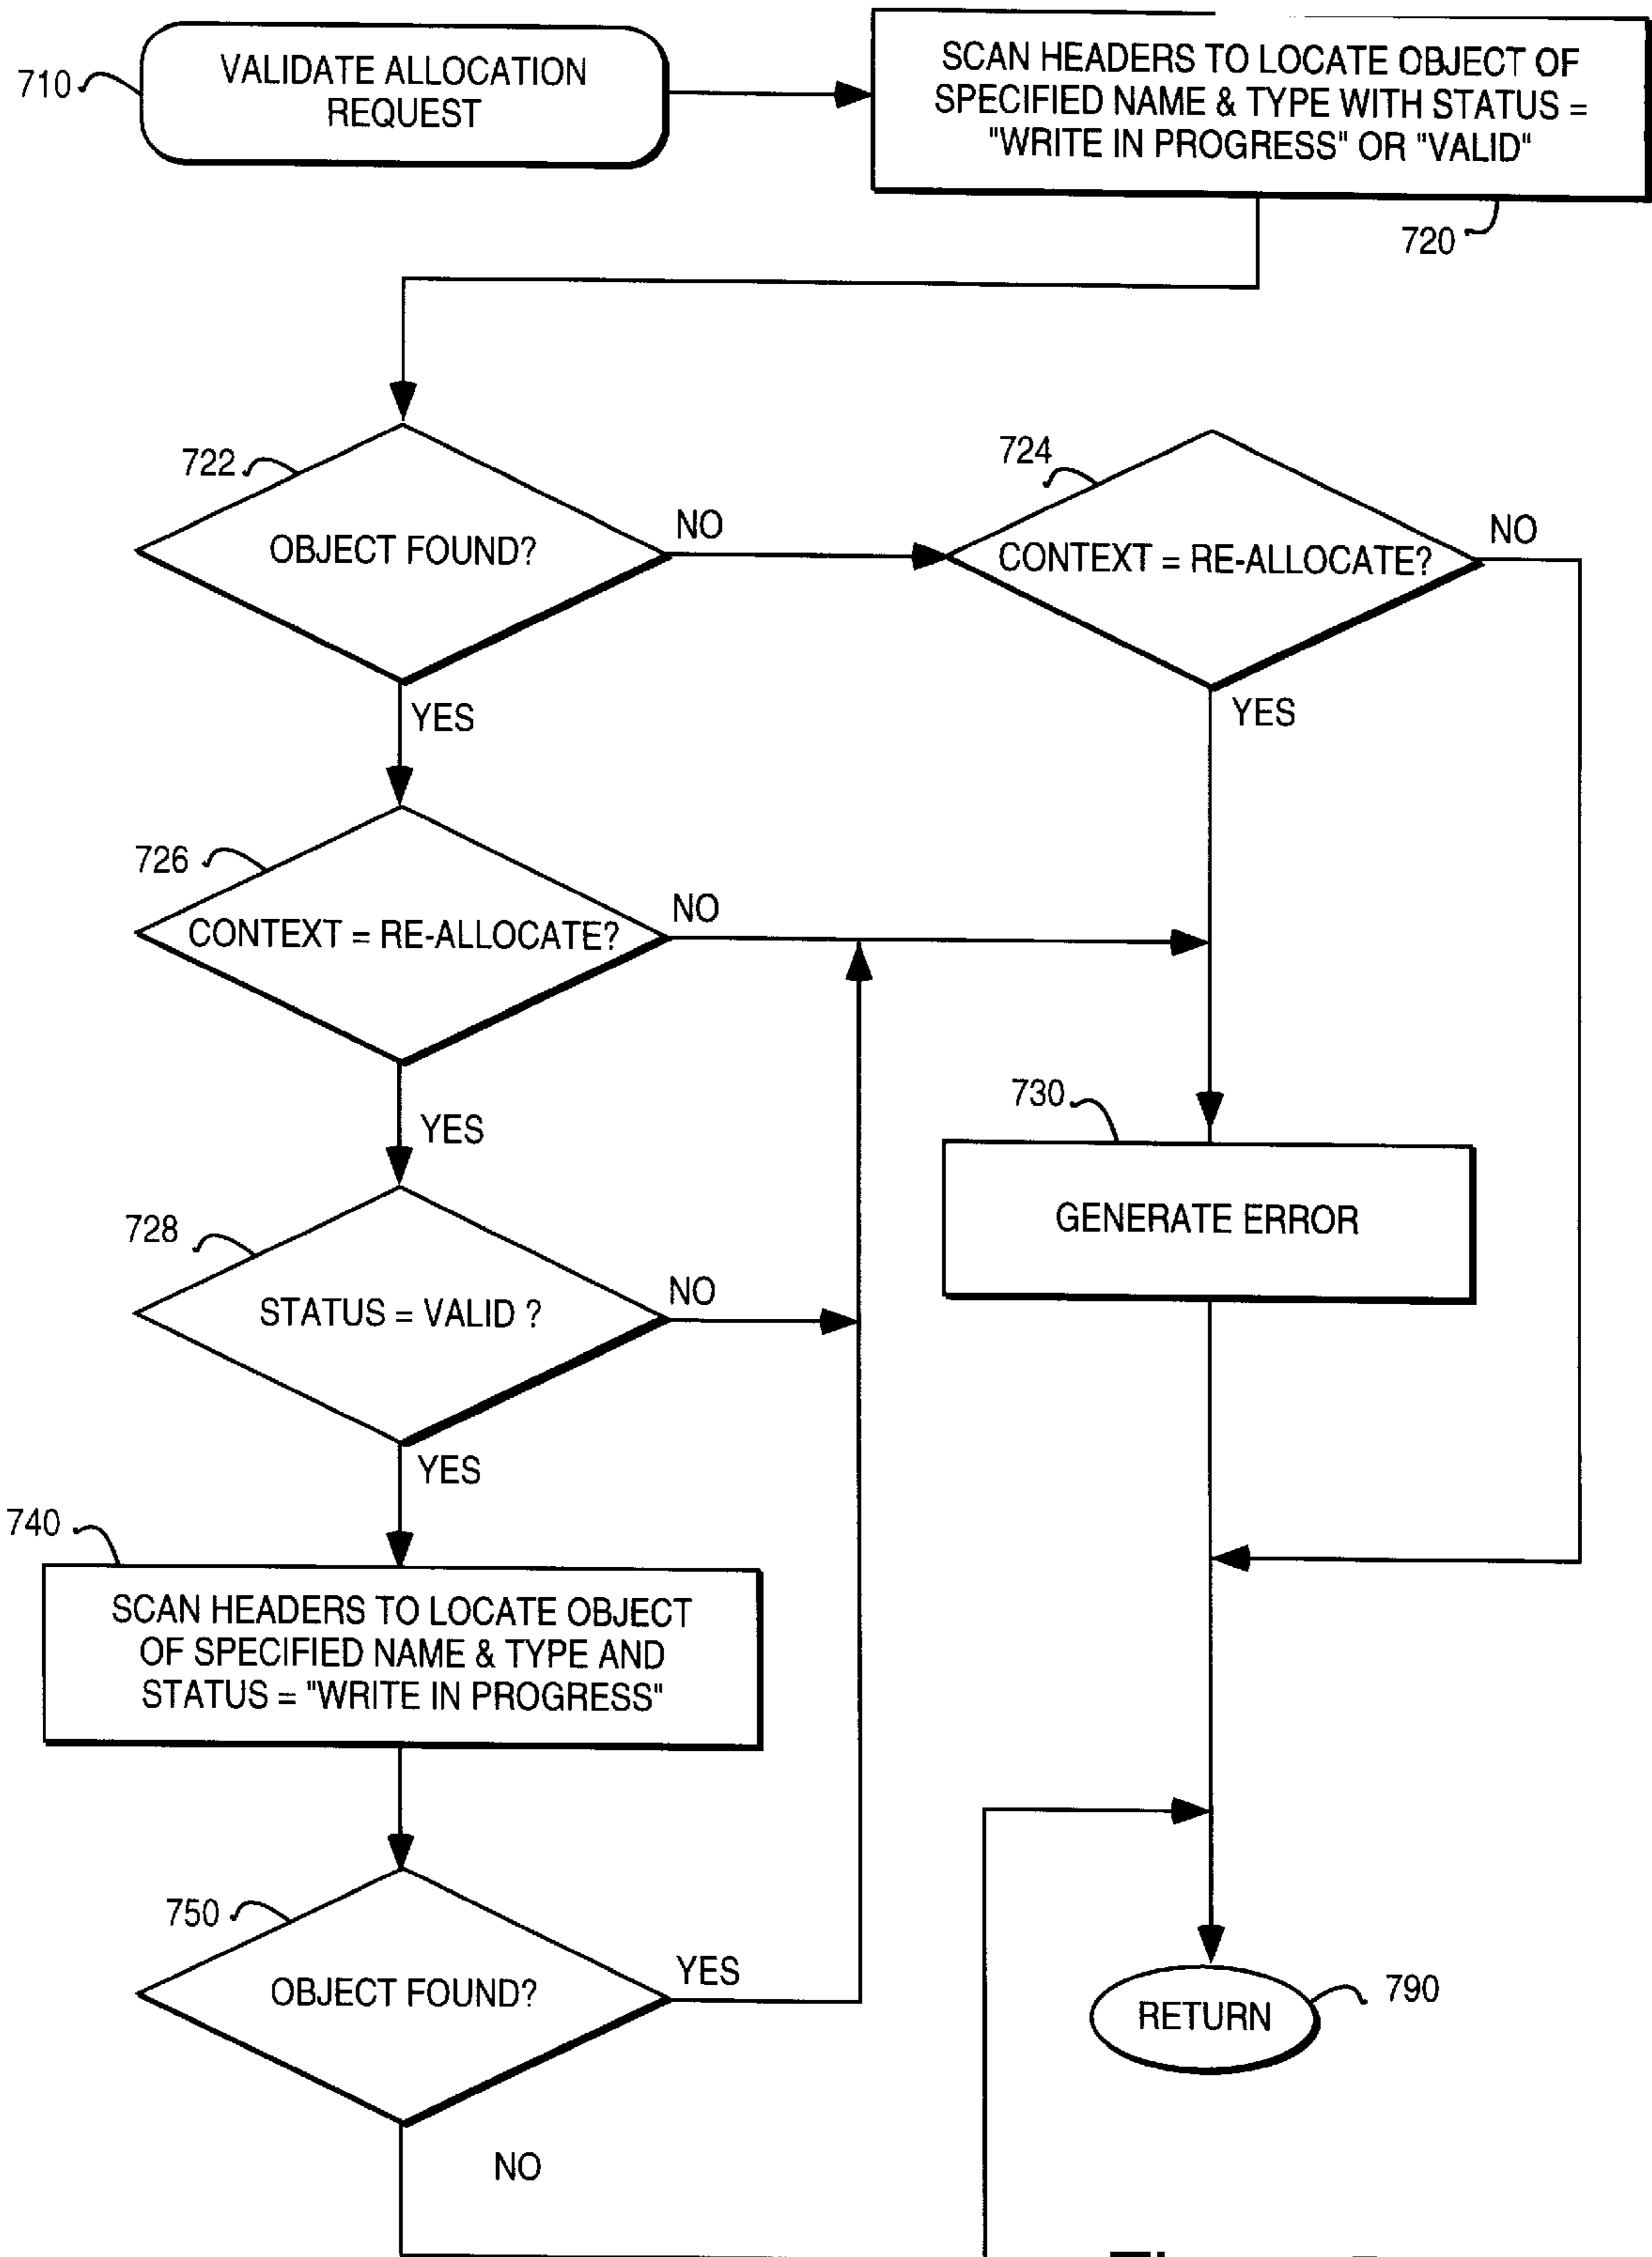 710
VALIDATE ALLOCATION
REQUEST
SCAN HEADERS TO LOCATE OBJECT OF
SPECIFIED NAME & TYPE WITH STATUS =
"WRITE IN PROGRESS" OR "VALID"
720
722
OBJECT FOUND?
NO
YES
724
CONTEXT = RE-ALLOCATE?
NO
YES
726
CONTEXT = RE-ALLOCATE?
NO
YES
730
GENERATE ERROR
728
STATUS = VALID ?
NO
YES
740
SCAN HEADERS TO LOCATE OBJECT
OF SPECIFIED NAME & TYPE AND
STATUS = "WRITE IN PROGRESS"
750
OBJECT FOUND?
YES
NO
RETURN
790